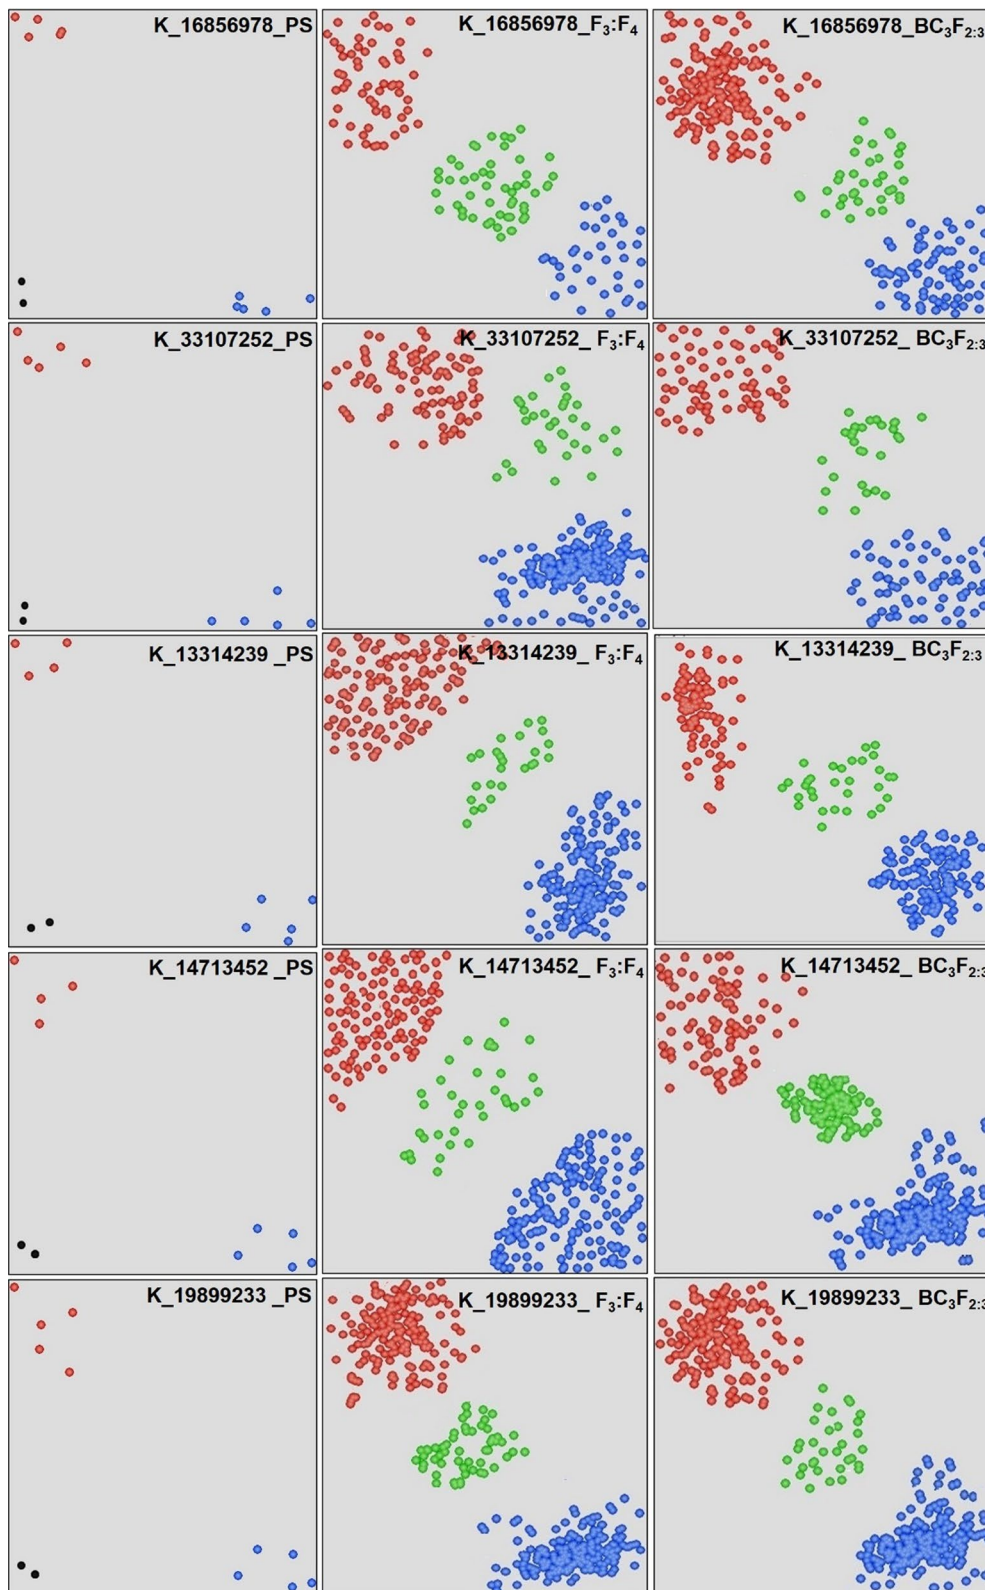 K_16856978_PS
K_16856978_F₃:F₄
K_16856978_BC₃F₂:₃
K_33107252_PS
K_33107252_ F₃:F₄
K_33107252_ BC₃F₂:₃
K_13314239 _PS
K_13314239_ F₃:F₄
K_13314239_ BC₃F₂:₃
K_14713452 _PS
K_14713452_ F₃:F₄
K_14713452_ BC₃F₂:₃
K_19899233 _PS
K_19899233_ F₃:F₄
K_19899233_ BC₃F₂:₃